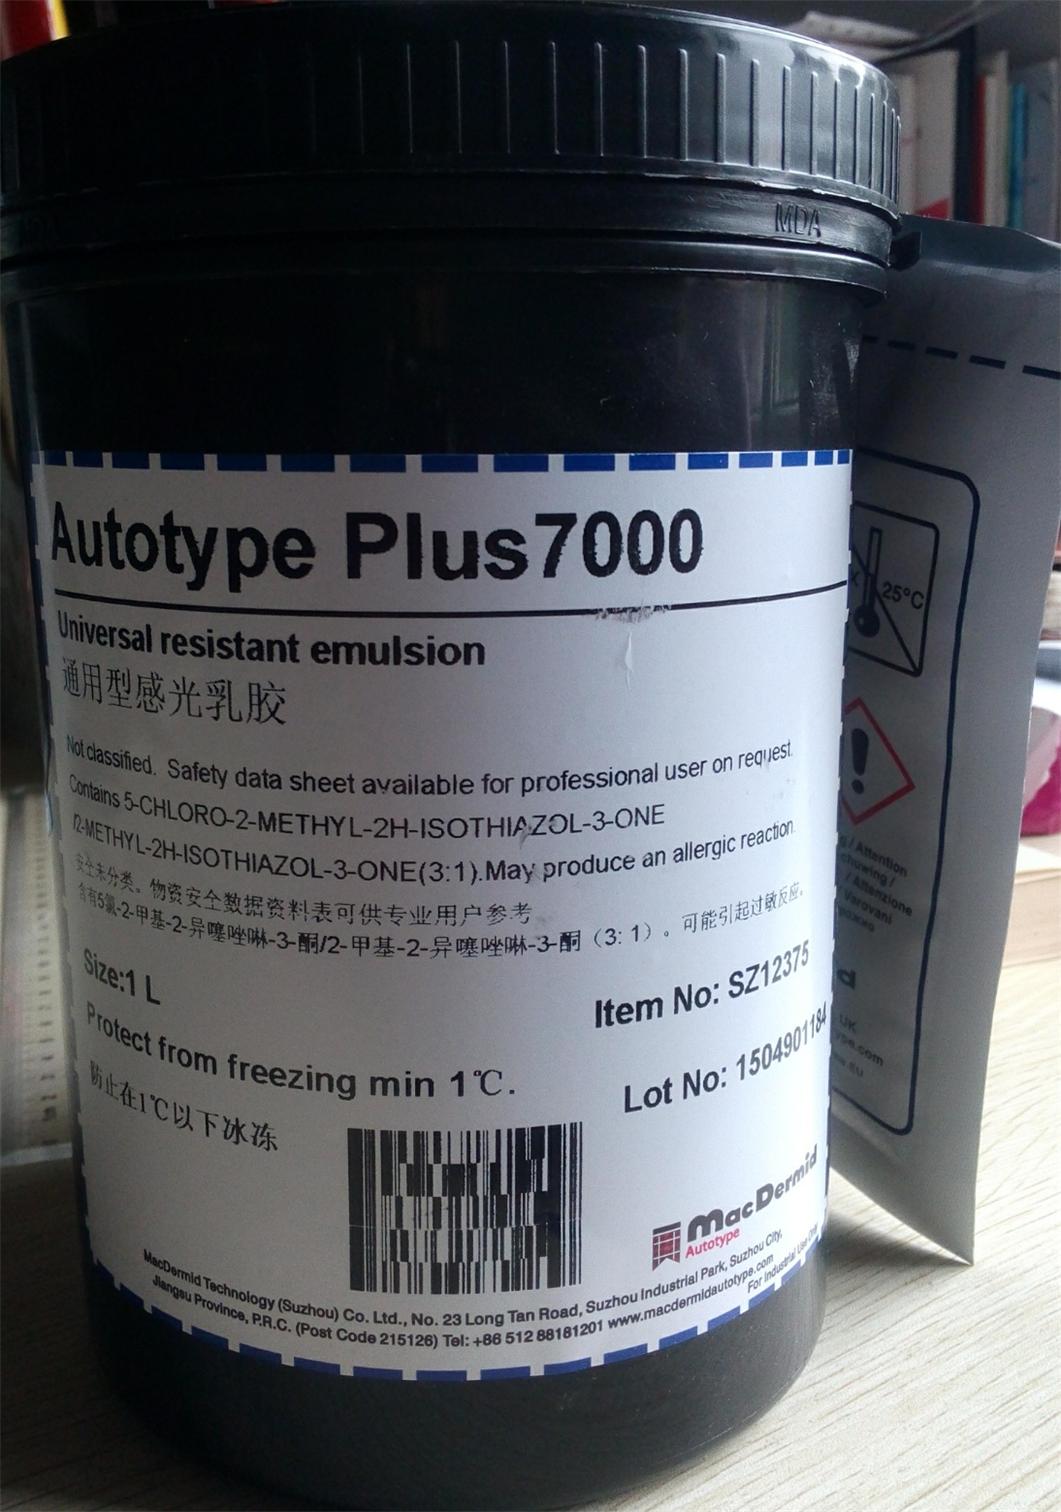 MDA
Autotype Plus7000
Universal resistant emulsion
通用型感光乳胶
Not classified. Safety data sheet available for professional user on request.
Contains 5-CHLORO-2-METHYL-2H-ISOTHIAZOL-3-ONE
/2-METHYL-2H-ISOTHIAZOL-3-ONE(3:1).May produce an allergic reaction.
安全未分类。物资安全数据资料表可供专业用户参考
含有5氯-2-甲基-2-异噻唑啉-3-酮/2-甲基-2-异噻唑啉-3-酮（3: 1）。可能引起过敏反应。
Size:1 L
Item No: SZ12375
Protect from freezing min 1℃.
Lot No: 1504901184
防止在1℃以下冰冻
MacDermid
Autotype
MacDermid Technology (Suzhou) Co. Ltd., No. 23 Long Tan Road, Suzhou Industrial Park, Suzhou City,
Jiangsu Province, P.R.C. (Post Code 215126) Tel: +86 512 88181201 www.macdermidautotype.com
For Industrial Use Only
25°C
/ Attention
/ Attenzione
/ Varovani
UK